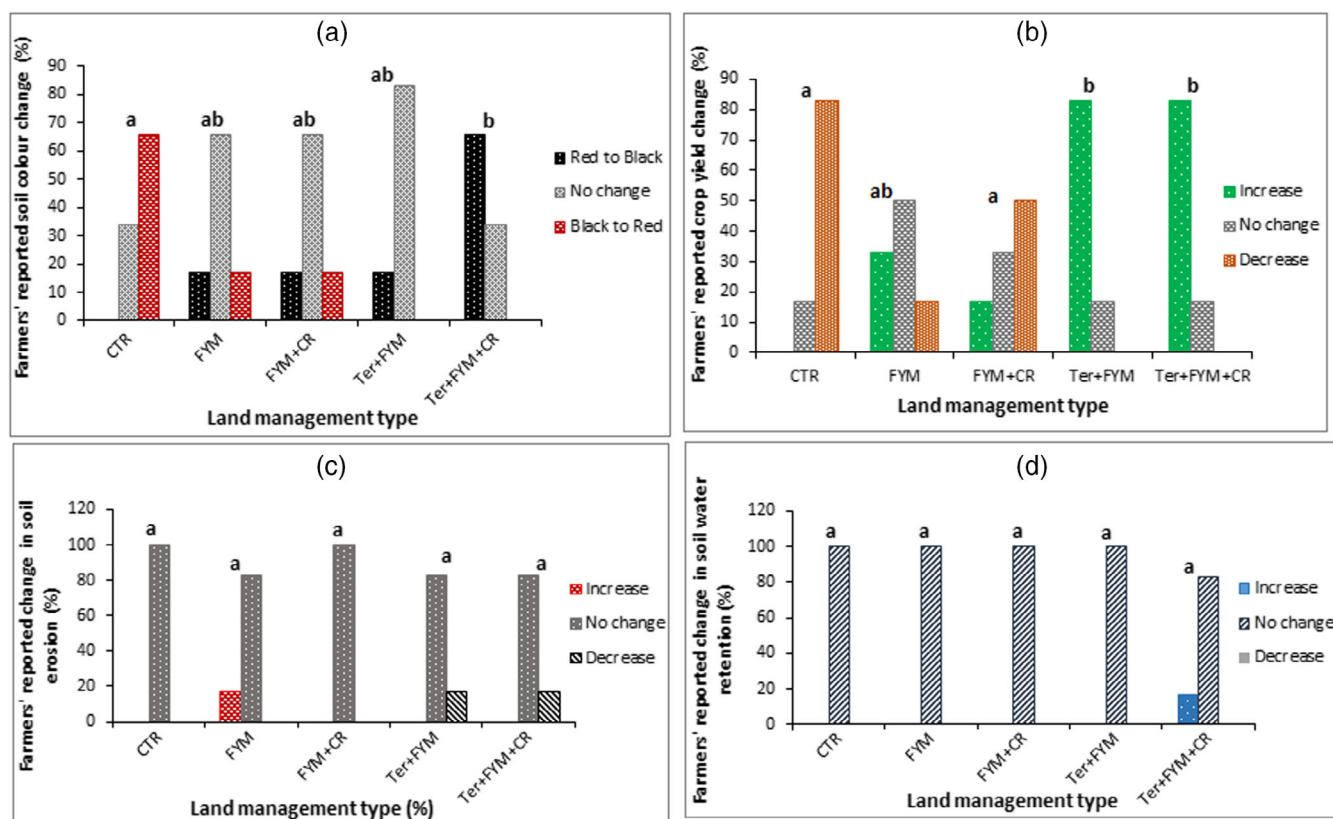 (a)
Farmers' reported soil colour change (%)
90
80
70
60
50
40
30
20
10
0
a
ab
ab
ab
b
CTR
FYM
FYM+CR
Ter+FYM
Ter+FYM+CR
Land management type
Red to Black
No change
Black to Red
(b)
Farmers' reported crop yield change (%)
90
80
70
60
50
40
30
20
10
0
a
ab
a
b
b
CTR
FYM
FYM+CR
Ter+FYM
Ter+FYM+CR
Land management type
Increase
No change
Decrease
(c)
Farmers' reported change in soil
erosion (%)
120
100
80
60
40
20
0
a
a
a
a
a
CTR
FYM
FYM+CR
Ter+FYM
Ter+FYM+CR
Land management type (%)
Increase
No change
Decrease
(d)
Farmers' reported change in soil water
retention (%)
120
100
80
60
40
20
0
a
a
a
a
a
CTR
FYM
FYM+CR
Ter+FYM
Ter+FYM+CR
Land management type
Increase
No change
Decrease